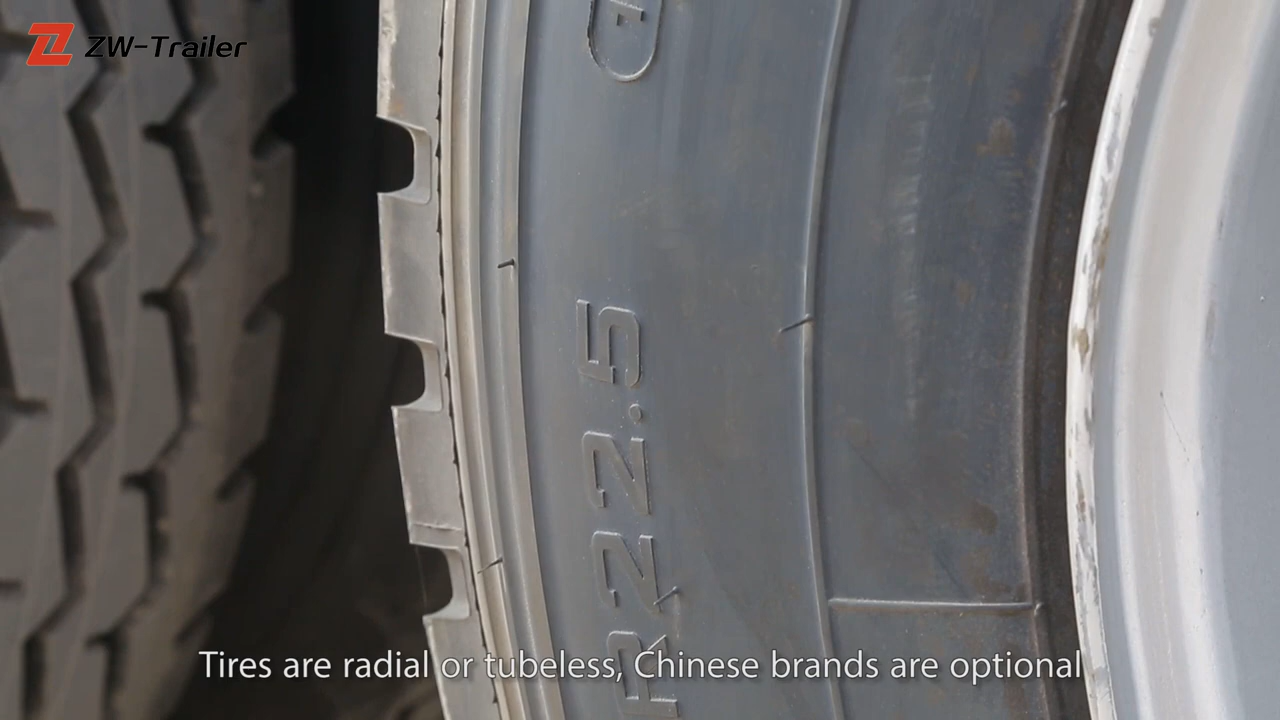 ZW-Trailer
R22.5
Tires are radial or tubeless, Chinese brands are optional